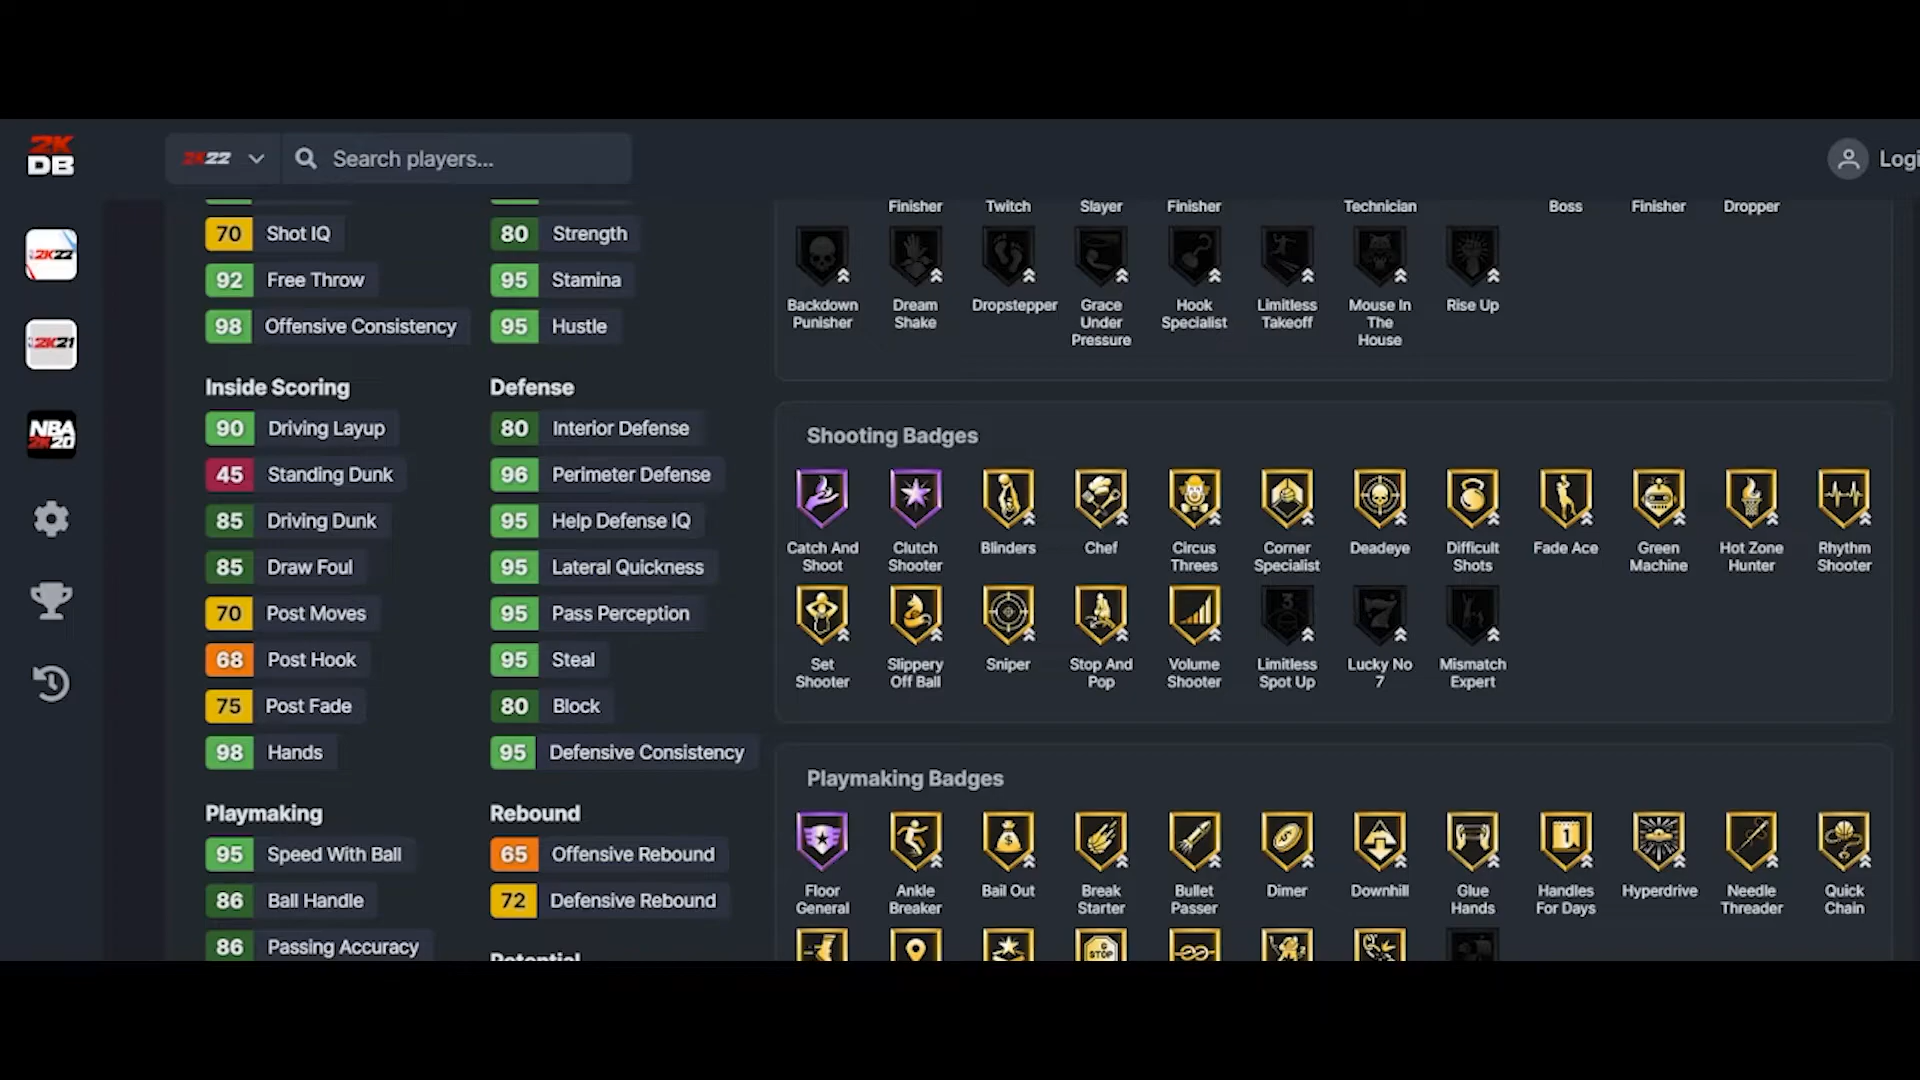 2K
DB
2K22
Search players...
Logi
2K22
2K21
NBA
2K20
70 Shot IQ
92 Free Throw
98 Offensive Consistency
Inside Scoring
90 Driving Layup
45 Standing Dunk
85 Driving Dunk
85 Draw Foul
70 Post Moves
68 Post Hook
75 Post Fade
98 Hands
Playmaking
95 Speed With Ball
86 Ball Handle
86 Passing Accuracy
80 Strength
95 Stamina
95 Hustle
Defense
80 Interior Defense
96 Perimeter Defense
95 Help Defense IQ
95 Lateral Quickness
95 Pass Perception
95 Steal
80 Block
95 Defensive Consistency
Rebound
65 Offensive Rebound
72 Defensive Rebound
Potential
Finisher Twitch Slayer Finisher Technician Boss Finisher Dropper
Backdown Dream Dropstepper Grace Hook Limitless Mouse In Rise Up
Punisher Shake Under Specialist Takeoff The
Pressure House
Shooting Badges
Catch And Clutch Blinders Chef Circus Corner Deadeye Difficult Fade Ace Green Hot Zone Rhythm
Shoot Shooter Threes Specialist Shots Machine Hunter Shooter
Set Slippery Sniper Stop And Volume Limitless Lucky No Mismatch
Shooter Off Ball Pop Shooter Spot Up 7 Expert
Playmaking Badges
Floor Ankle Bail Out Break Bullet Dimer Downhill Glue Handles Hyperdrive Needle Quick
General Breaker Starter Passer Hands For Days Threader Chain
STOP